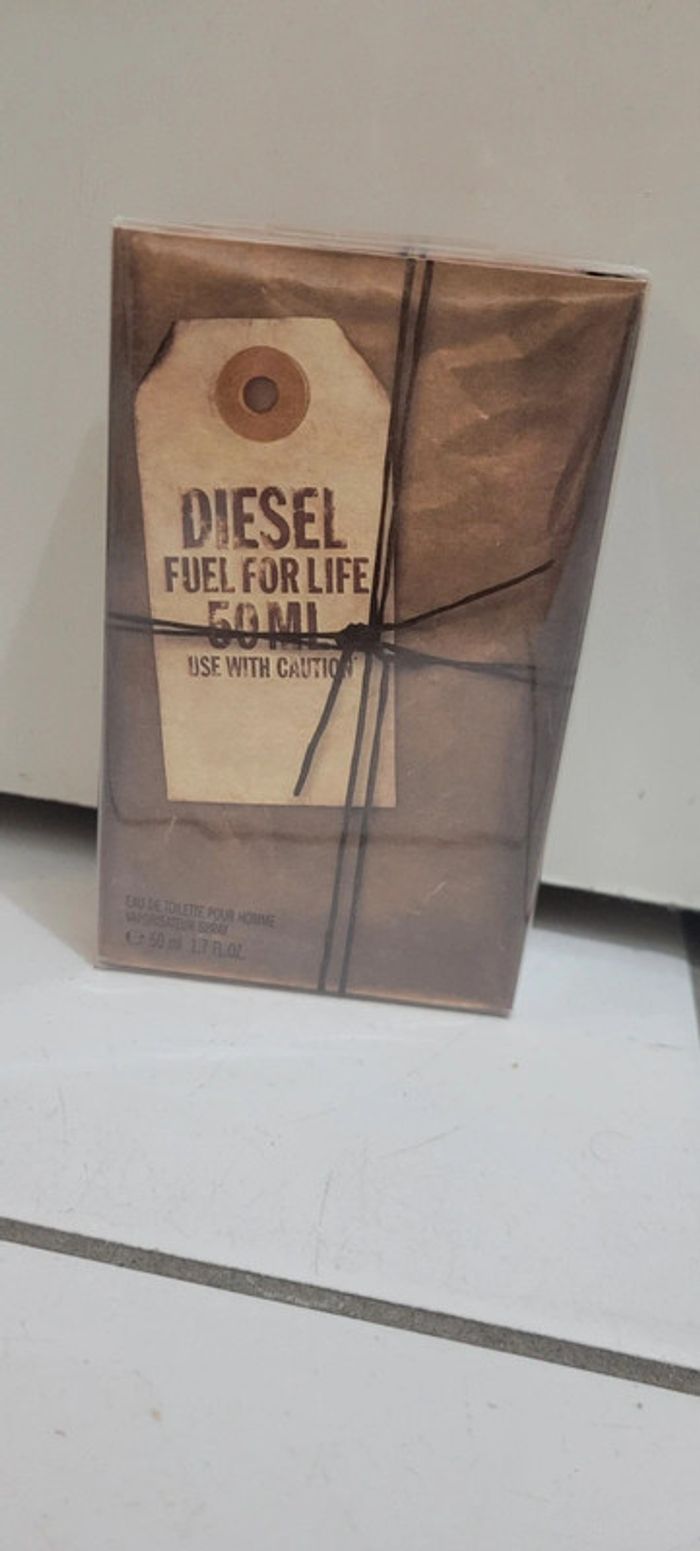 DIESEL
FUEL FOR LIFE
50 ML
USE WITH CAUTION
EAU DE TOILETTE POUR HOMME
VAPORISATEUR SPRAY
e 50 ml 1.7 FL.OZ.